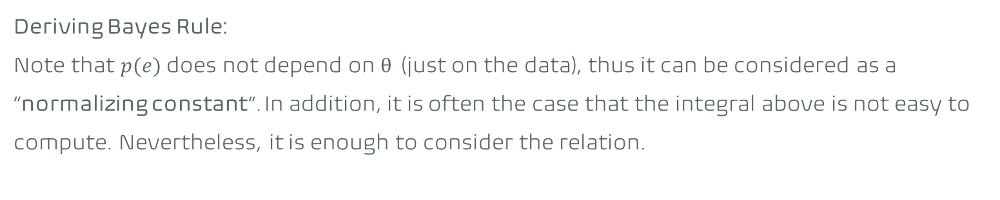 Deriving Bayes Rule:
Note that p(e) does not depend on θ (just on the data), thus it can be considered as a
"normalizing constant". In addition, it is often the case that the integral above is not easy to
compute. Nevertheless, it is enough to consider the relation.